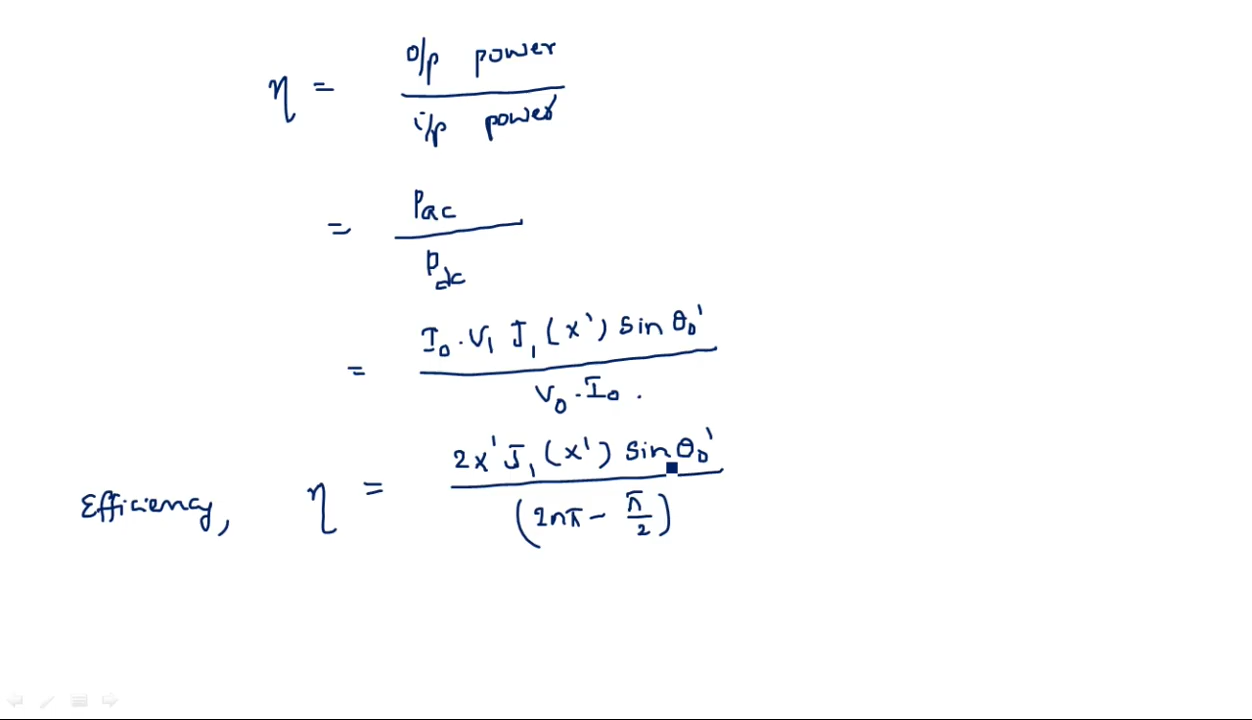 η = o/p power / i/p power
= Pac / Pdc
= I₀ . V₁ J₁ (x') sin θ₀' / V₀ . I₀ .
Efficiency, η = 2x' J₁ (x') sin θ₀' / (2nπ − π/2)